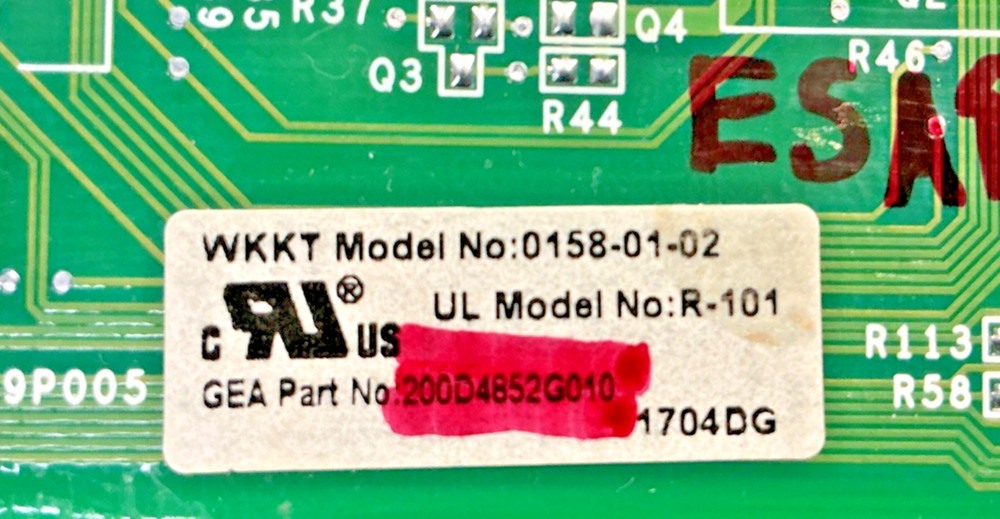 R37
Q4
Q3
R44
R46
WKKT Model No:0158-01-02
UL Model No:R-101
C RU® US
GEA Part No:200D4852G010
1704DG
9P005
R113
R58